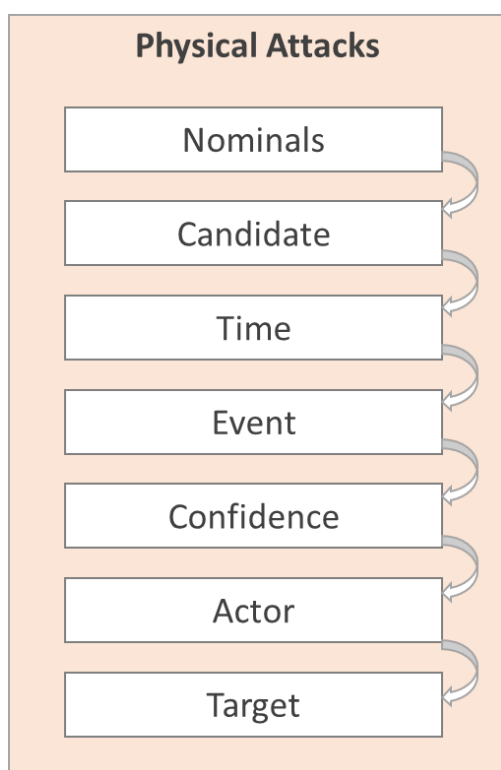 Physical Attacks
Nominals
Candidate
Time
Event
Confidence
Actor
Target